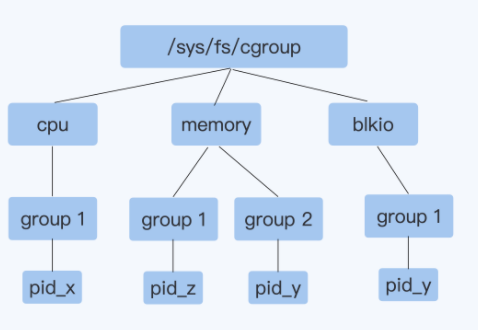 /sys/fs/cgroup
cpu
memory
blkio
group 1
group 1
group 2
group 1
pid_x
pid_z
pid_y
pid_y